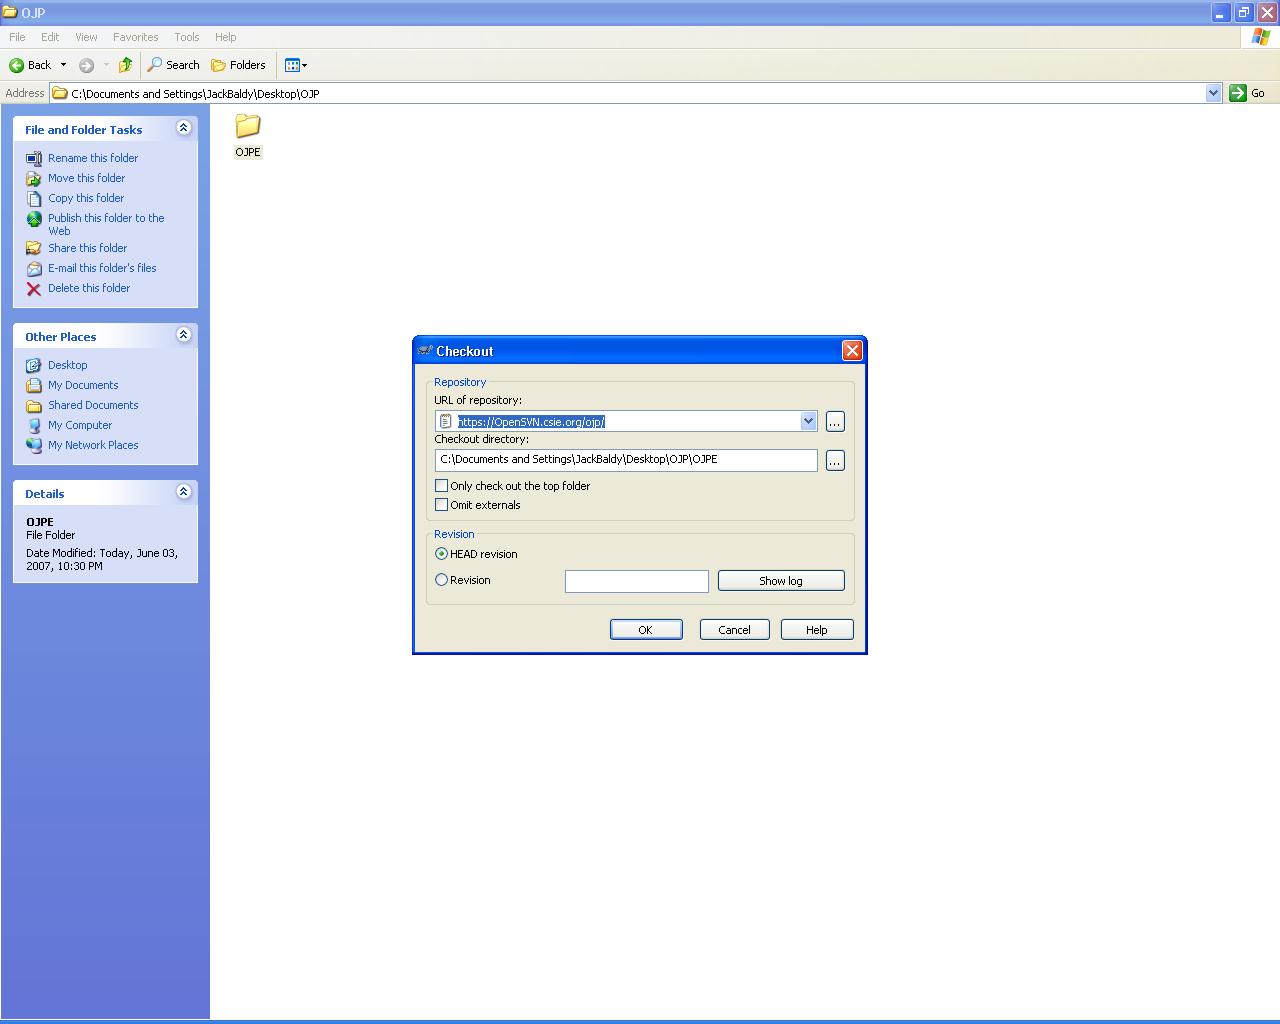 OJP
File Edit View Favorites Tools Help
Back Search Folders
Address C:\Documents and Settings\JackBaldy\Desktop\OJP Go
File and Folder Tasks
Rename this folder
Move this folder
Copy this folder
Publish this folder to the
Web
Share this folder
E-mail this folder's files
Delete this folder
Other Places
Desktop
My Documents
Shared Documents
My Computer
My Network Places
Details
OJPE
File Folder
Date Modified: Today, June 03,
2007, 10:30 PM
OJPE
Checkout
Repository
URL of repository:
https://OpenSVN.csie.org/ojp/
...
Checkout directory:
C:\Documents and Settings\JackBaldy\Desktop\OJP\OJPE
...
Only check out the top folder
Omit externals
Revision
HEAD revision
Revision
Show log
OK Cancel Help